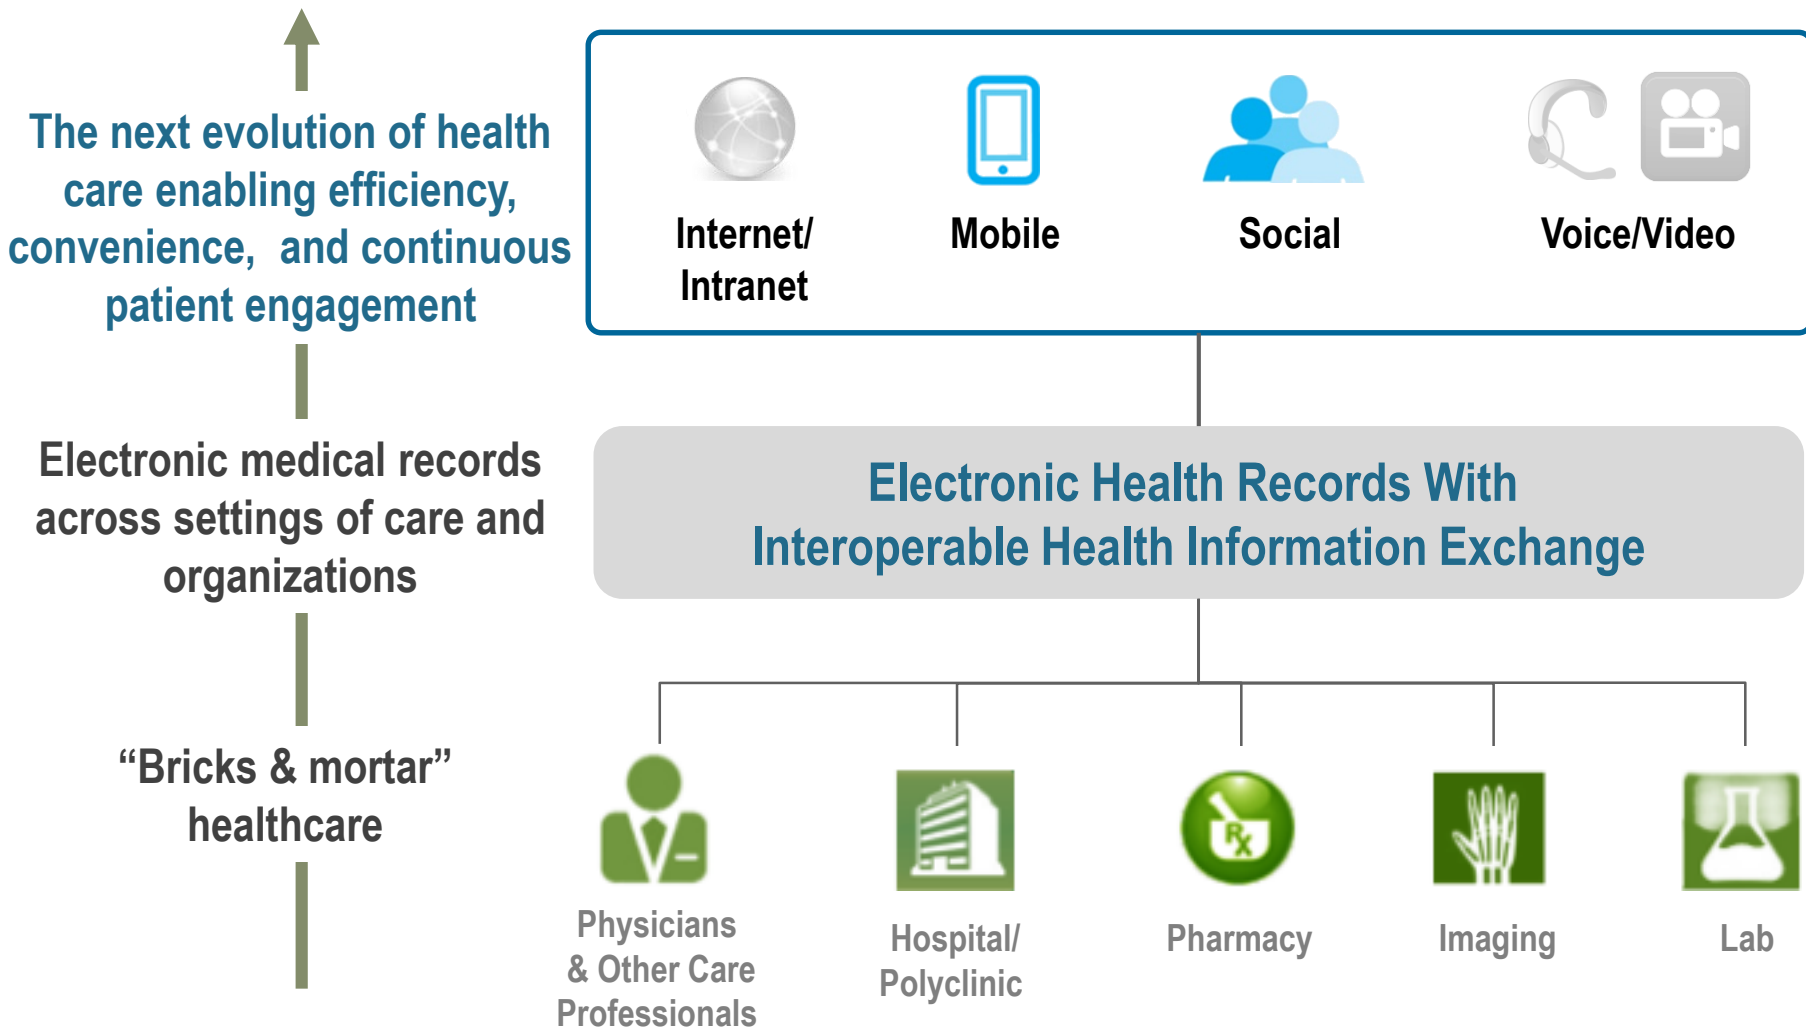 The next evolution of health
care enabling efficiency,
convenience, and continuous
patient engagement
Internet/
Intranet
Mobile
Social
Voice/Video
Electronic medical records
across settings of care and
organizations
Electronic Health Records With
Interoperable Health Information Exchange
“Bricks & mortar”
healthcare
RX
Physicians
& Other Care
Professionals
Hospital/
Polyclinic
Pharmacy
Imaging
Lab